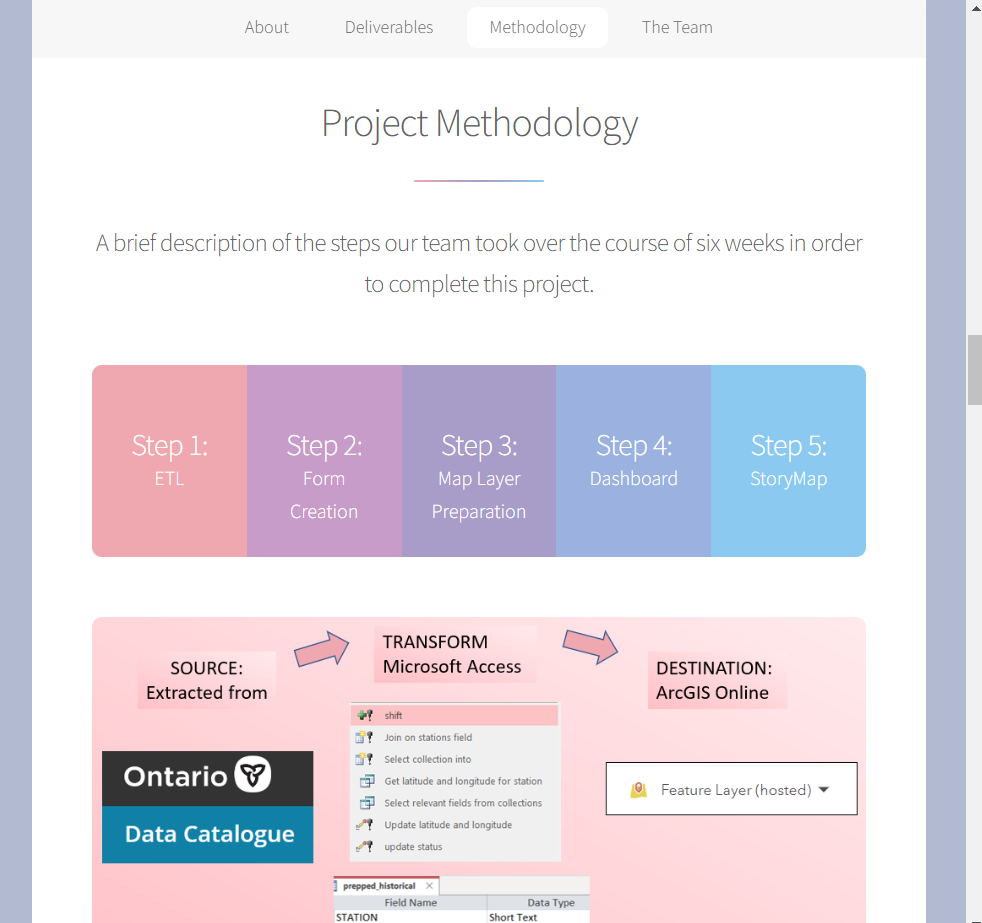 About Deliverables Methodology The Team
Project Methodology
A brief description of the steps our team took over the course of six weeks in order
to complete this project.
Step 1:
ETL
Step 2:
Form
Creation
Step 3:
Map Layer
Preparation
Step 4:
Dashboard
Step 5:
StoryMap
SOURCE:
Extracted from
Ontario
Data Catalogue
TRANSFORM
Microsoft Access
shift
Join on stations field
Select collection into
Get latitude and longitude for station
Select relevant fields from collections
Update latitude and longitude
update status
prepped_historical
Field Name Data Type
STATION Short Text
DESTINATION:
ArcGIS Online
Feature Layer (hosted)